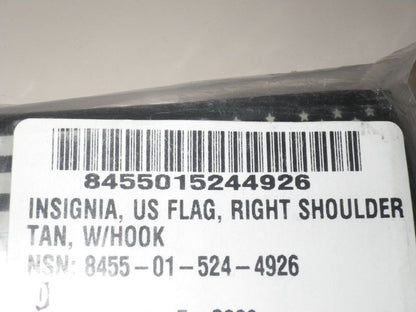 8455015244926
INSIGNIA, US FLAG, RIGHT SHOULDER
TAN, W/HOOK
NSN: 8455-01-524-4926